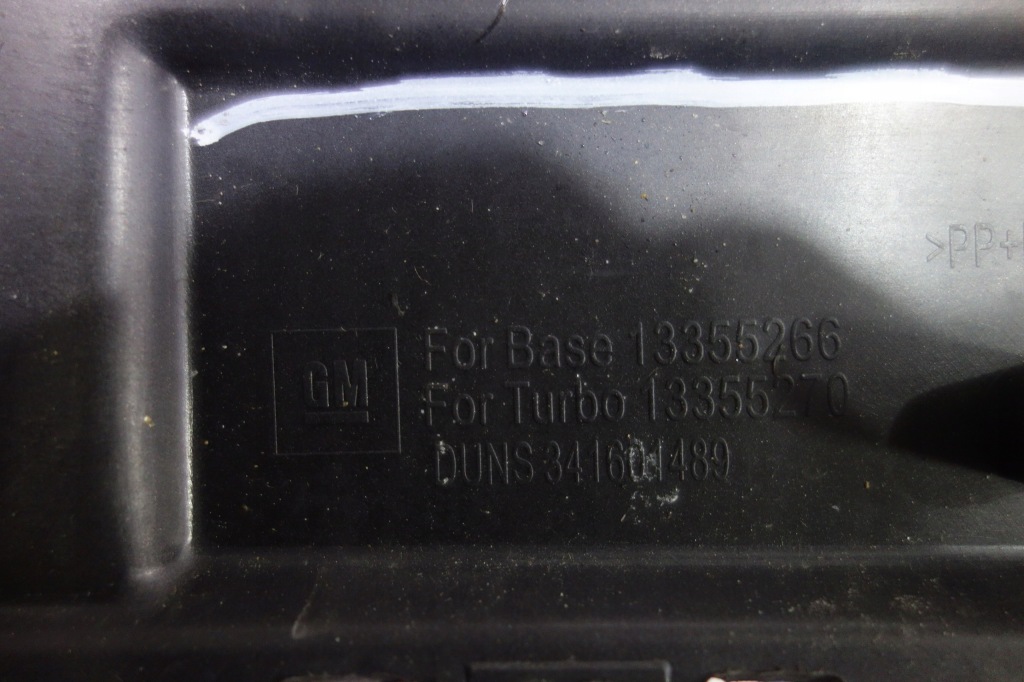 >PP+
GM
For Base 13355266
For Turbo 13355270
DUNS 341601489